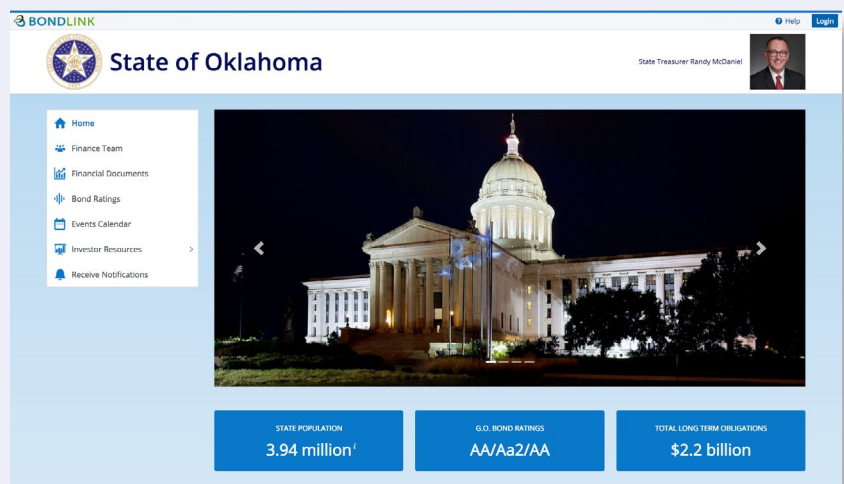 BONDLINK
Help Login
State of Oklahoma
State Treasurer Randy McDaniel
Home
Finance Team
Financial Documents
Bond Ratings
Events Calendar
Investor Resources
Receive Notifications
STATE POPULATION
3.94 million i
G.O. BOND RATINGS
AA/Aa2/AA
TOTAL LONG TERM OBLIGATIONS
$2.2 billion